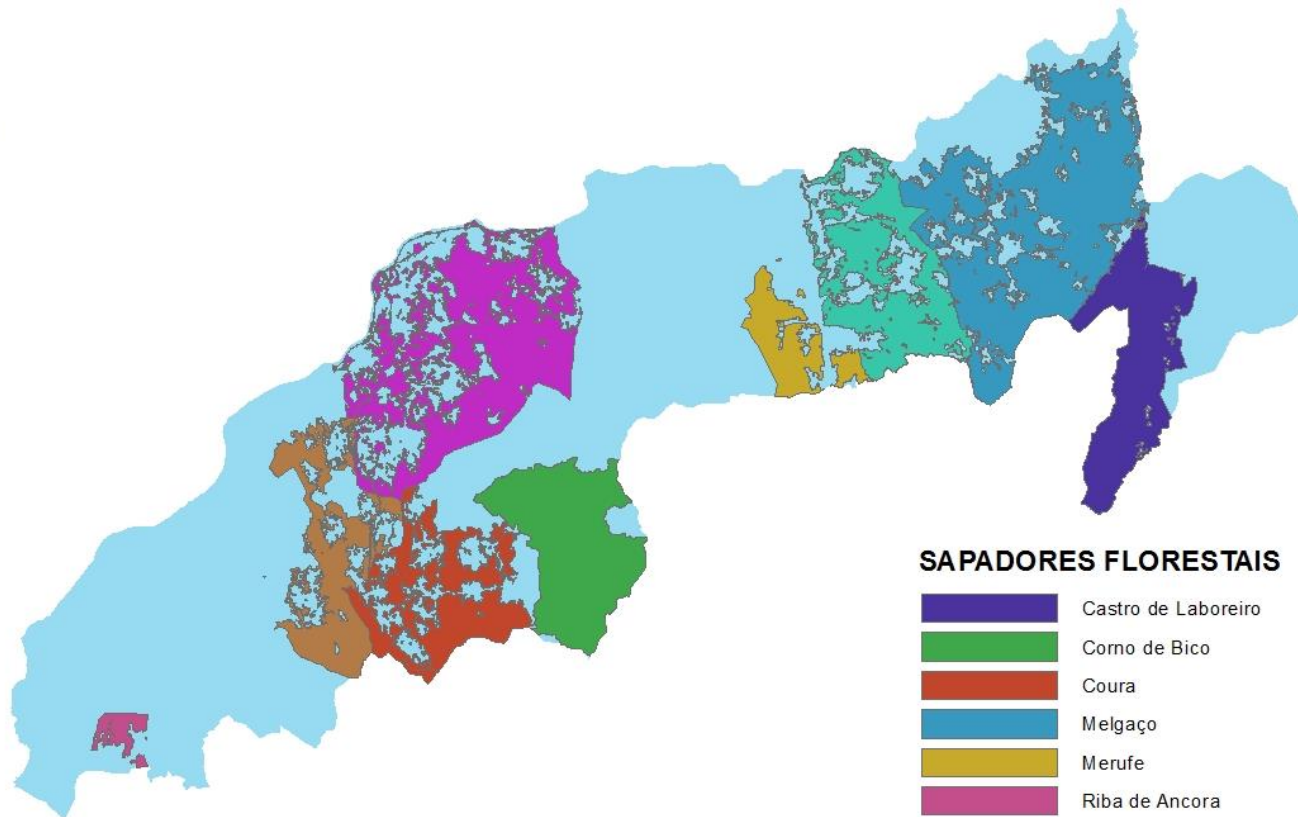 SAPADORES FLORESTAIS
Castro de Laboreiro
Corno de Bico
Coura
Melgaço
Merufe
Riba de Ancora